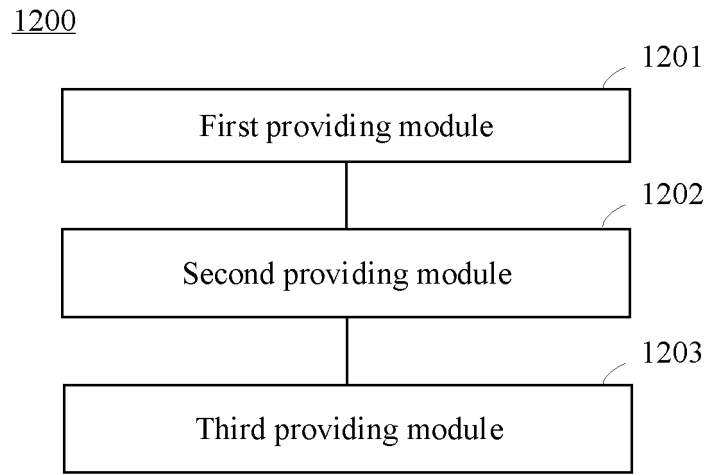 1200
1201
First providing module
1202
Second providing module
1203
Third providing module